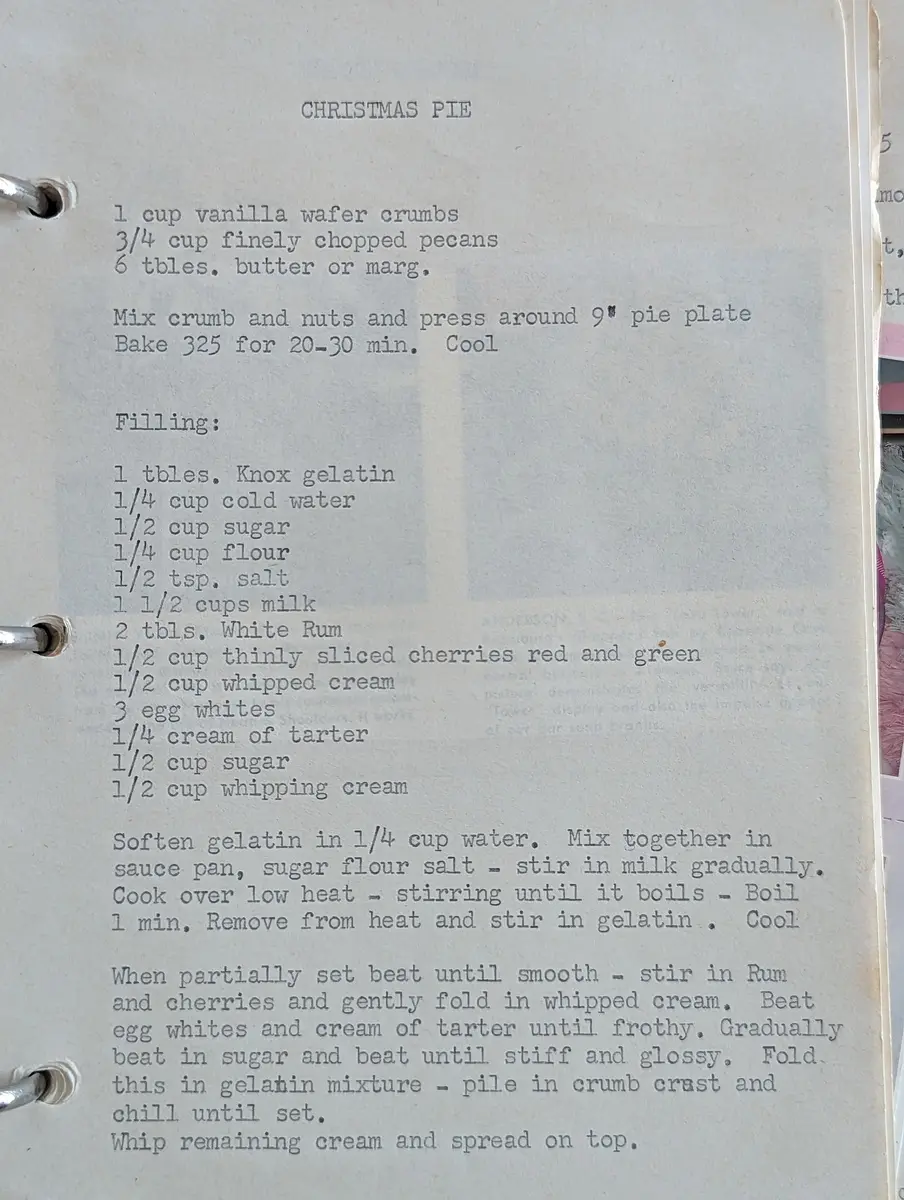 CHRISTMAS PIE
1 cup vanilla wafer crumbs
3/4 cup finely chopped pecans
6 tbles. butter or marg.
Mix crumb and nuts and press around 9" pie plate
Bake 325 for 20-30 min. Cool
Filling:
1 tbles. Knox gelatin
1/4 cup cold water
1/2 cup sugar
1/4 cup flour
1/2 tsp. salt
1 1/2 cups milk
2 tbls. White Rum
1/2 cup thinly sliced cherries red and green
1/2 cup whipped cream
3 egg whites
1/4 cream of tarter
1/2 cup sugar
1/2 cup whipping cream
Soften gelatin in 1/4 cup water. Mix together in
sauce pan, sugar flour salt - stir in milk gradually.
Cook over low heat - stirring until it boils - Boil
1 min. Remove from heat and stir in gelatin . Cool
When partially set beat until smooth - stir in Rum
and cherries and gently fold in whipped cream. Beat
egg whites and cream of tarter until frothy. Gradually
beat in sugar and beat until stiff and glossy. Fold
this in gelatin mixture - pile in crumb crust and
chill until set.
Whip remaining cream and spread on top.